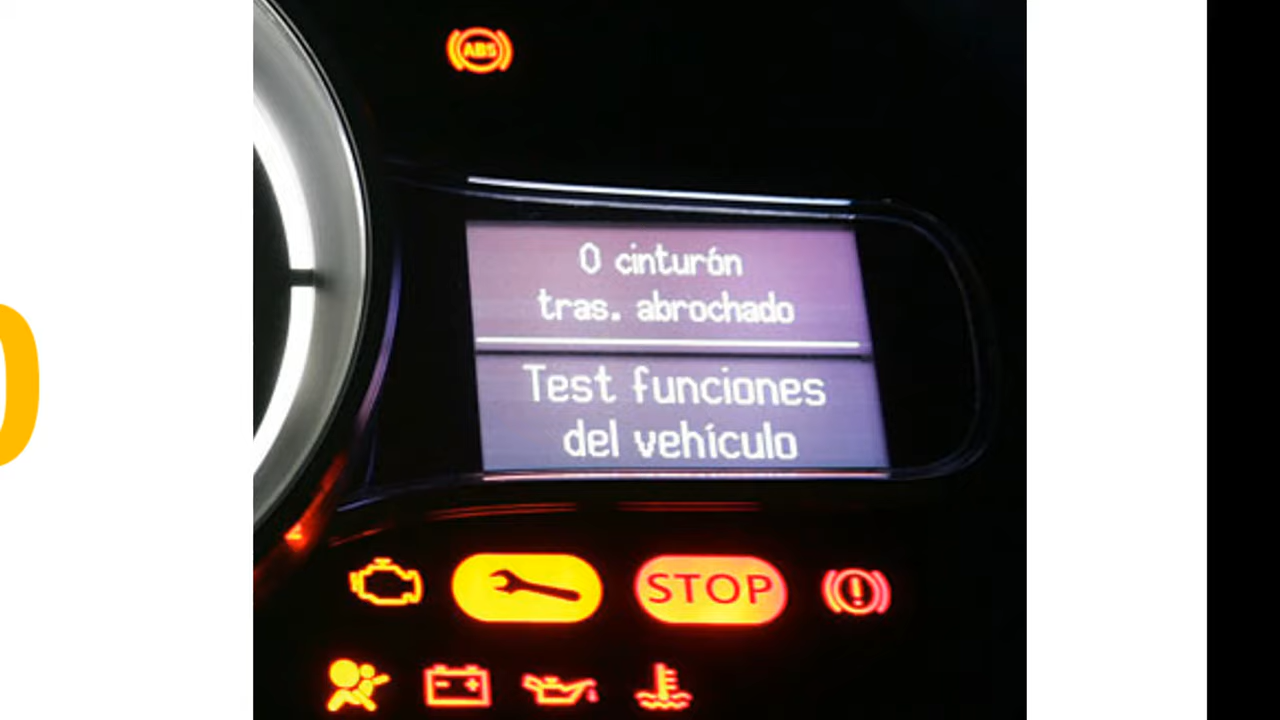 ABS
0 cinturón
tras. abrochado
Test funciones
del vehículo
STOP